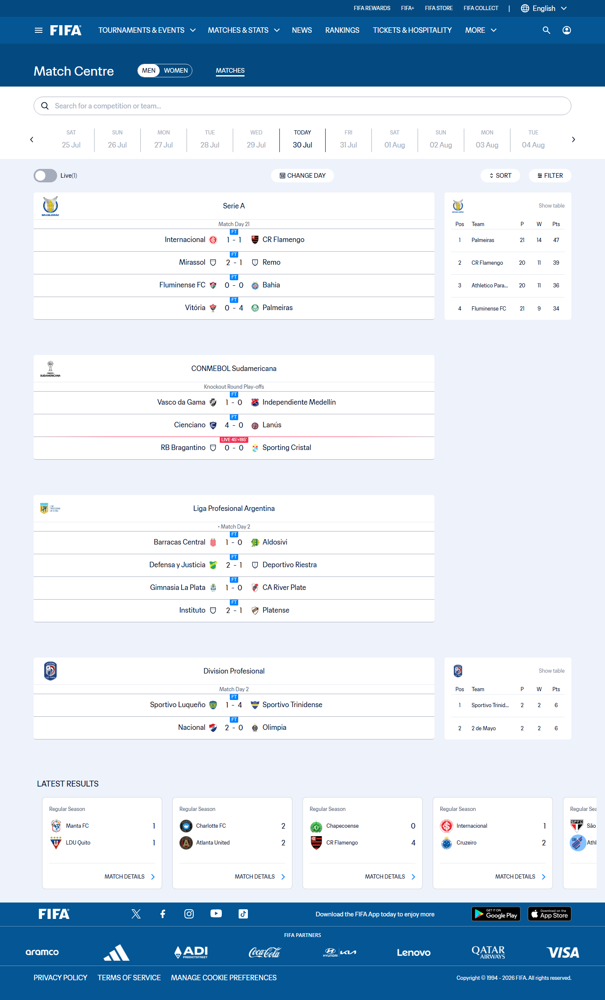 FIFA REWARDS FIFA+ FIFA STORE FIFA COLLECT | English
FIFA TOURNAMENTS & EVENTS MATCHES & STATS NEWS RANKINGS TICKETS & HOSPITALITY MORE
Match Centre MEN WOMEN MATCHES
Search for a competition or team...
SAT SUN MON TUE WED TODAY FRI SAT SUN MON TUE
25 Jul 26 Jul 27 Jul 28 Jul 29 Jul 30 Jul 31 Jul 01 Aug 02 Aug 03 Aug 04 Aug
Live(1) CHANGE DAY SORT FILTER
BRASILEIRÃO Serie A
Match Day 21
FT
Internacional 1 - 1 CR Flamengo
FT
Mirassol 2 - 1 Remo
FT
Fluminense FC 0 - 0 Bahia
FT
Vitória 0 - 4 Palmeiras
BRASILEIRÃO Show table
Pos Team P W Pts
1 Palmeiras 21 14 47
2 CR Flamengo 20 11 39
3 Athletico Para... 20 11 36
4 Fluminense FC 21 9 34
SUDAMERICANA CONMEBOL Sudamericana
Knockout Round Play-offs
FT
Vasco da Gama 1 - 0 Independiente Medellín
FT
Cienciano 4 - 0 Lanús
LIVE 45'+195'
RB Bragantino 0 - 0 Sporting Cristal
LPF LIGA PROFESIONAL DE FÚTBOL Liga Profesional Argentina
• Match Day 2
FT
Barracas Central 1 - 0 Aldosivi
FT
Defensa y Justicia 2 - 1 Deportivo Riestra
FT
Gimnasia La Plata 1 - 0 CA River Plate
FT
Instituto 2 - 1 Platense
Division Profesional
Match Day 2
FT
Sportivo Luqueño 1 - 4 Sportivo Trinidense
FT
Nacional 2 - 0 Olimpia
Show table
Pos Team P W Pts
1 Sportivo Trinid... 2 2 6
2 2 de Mayo 2 2 6
LATEST RESULTS
Regular Season
Manta FC 1
LDU Quito 1
MATCH DETAILS
Regular Season
Charlotte FC 2
Atlanta United 2
MATCH DETAILS
Regular Season
Chapecoense 0
CR Flamengo 4
MATCH DETAILS
Regular Season
Internacional 1
Cruzeiro 2
MATCH DETAILS
Regular Sea
SPFC São
CAP Athl
FIFA Download the FIFA App today to enjoy more GET IT ON Google Play Download on the App Store
FIFA PARTNERS
aramco ADI PREDICTSTREET Coca-Cola HYUNDAI KIA Lenovo QATAR AIRWAYS VISA
PRIVACY POLICY TERMS OF SERVICE MANAGE COOKIE PREFERENCES Copyright © 1994 - 2026 FIFA. All rights reserved.